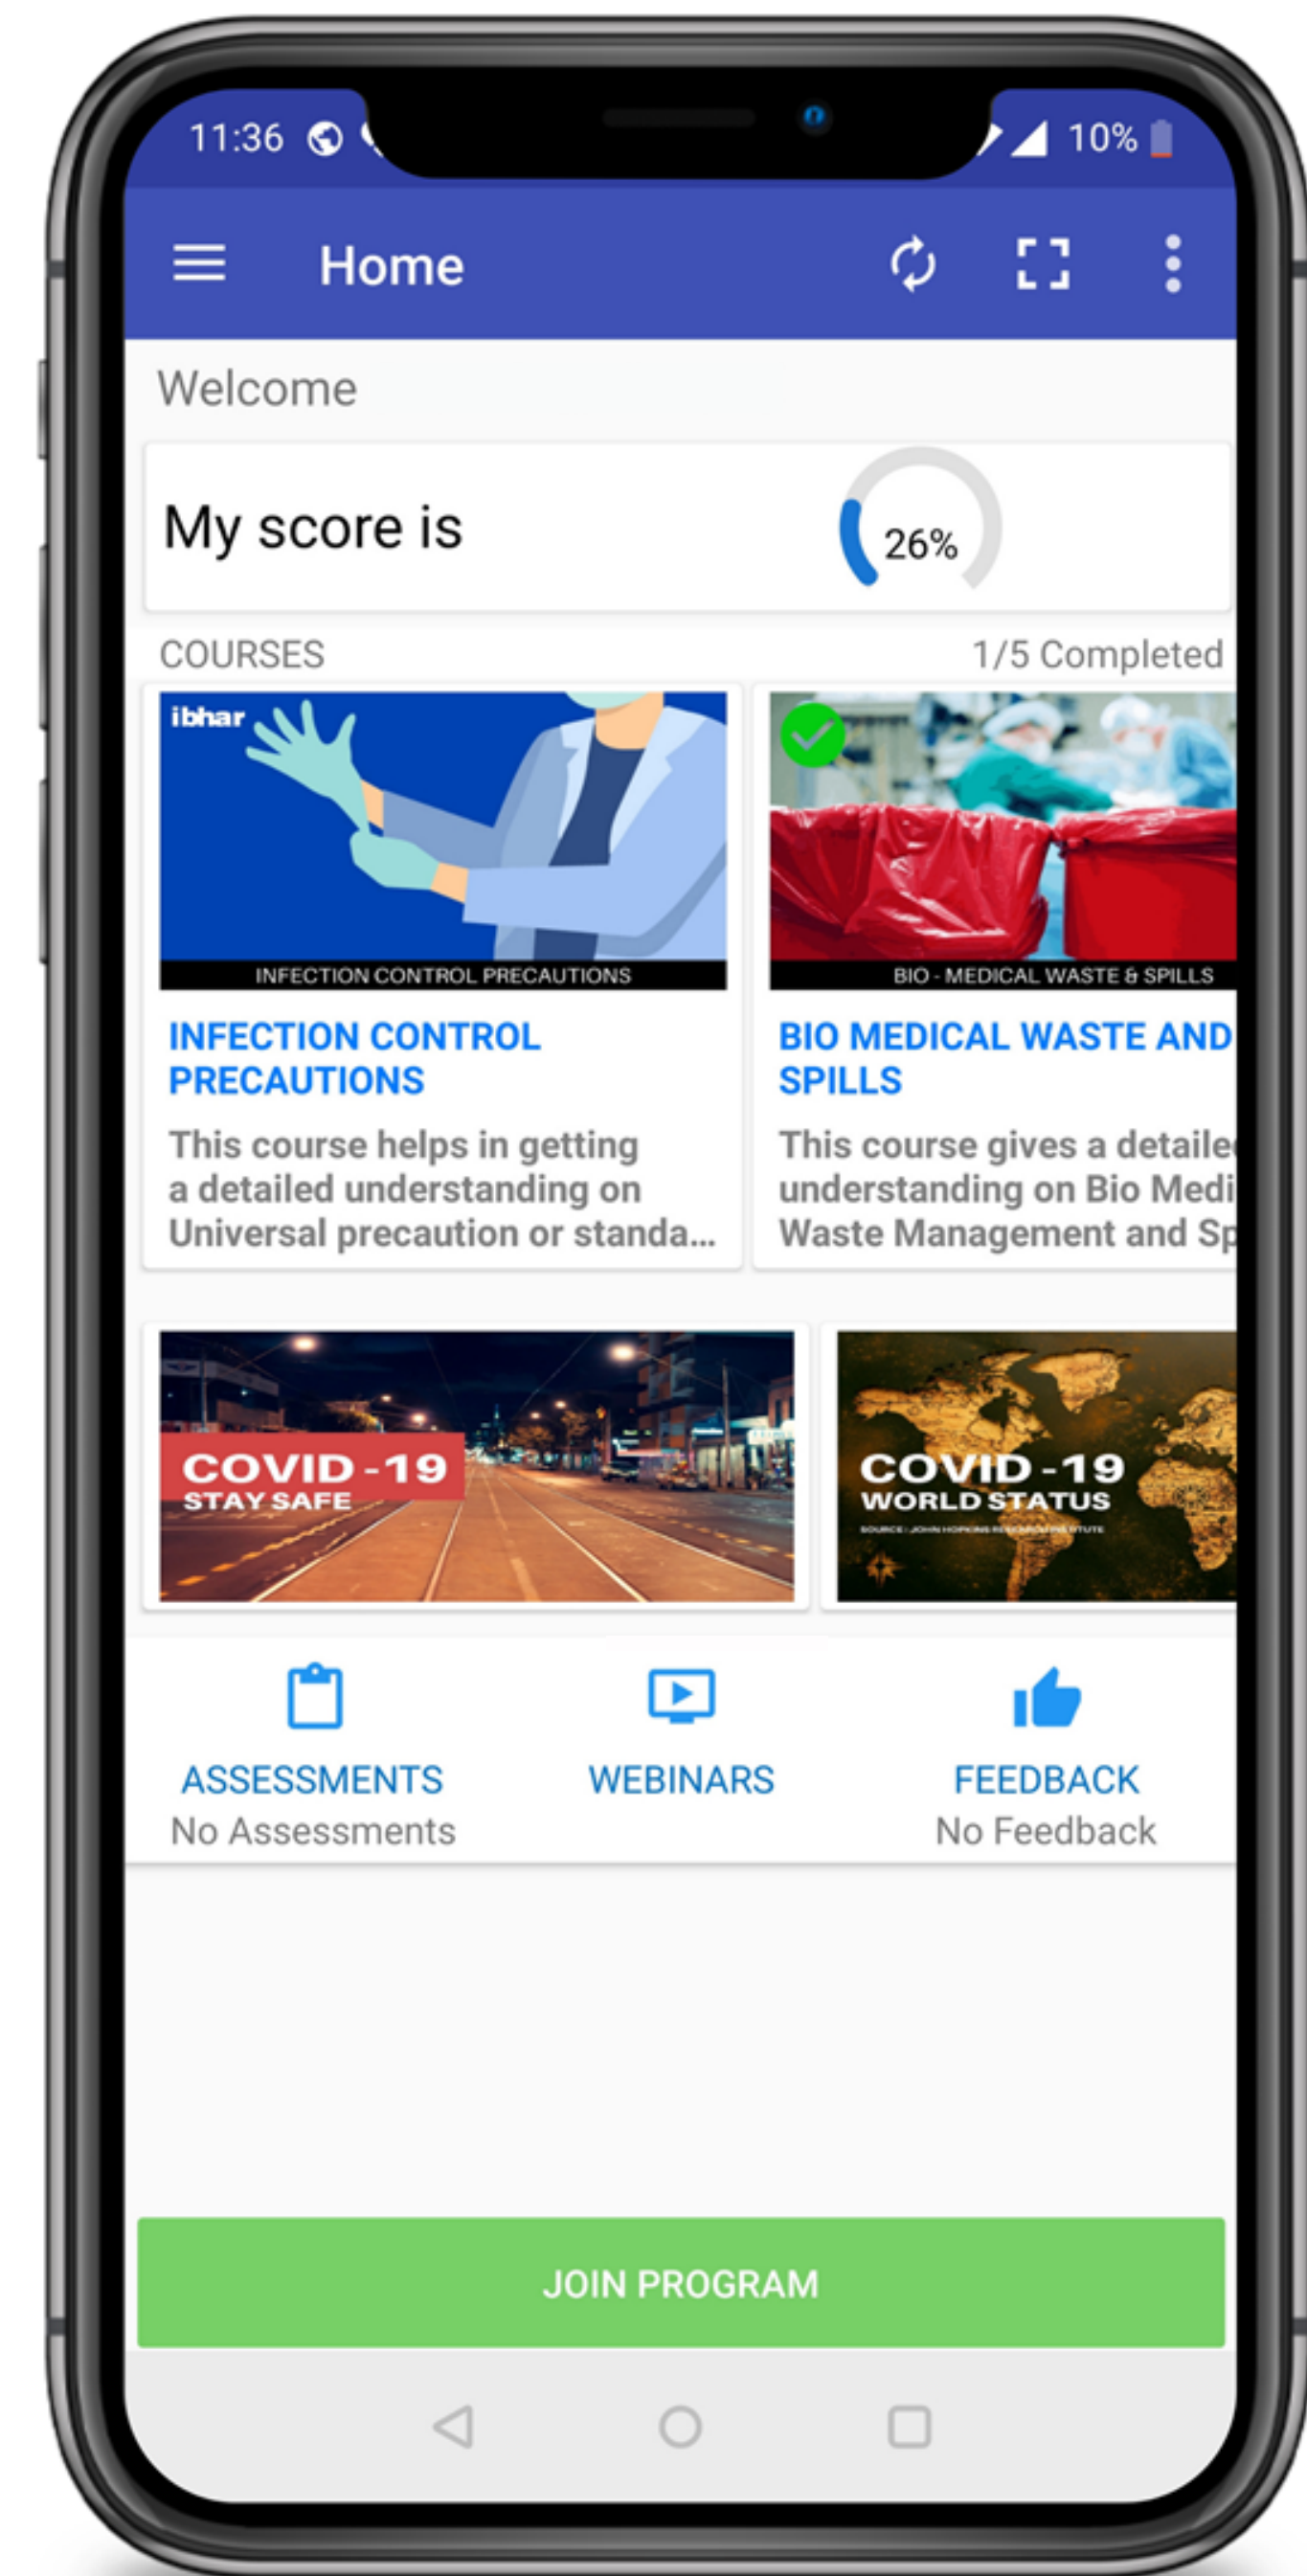 11:36
10%
Home
Welcome
My score is
26%
COURSES
1/5 Completed
ibhar
INFECTION CONTROL PRECAUTIONS
INFECTION CONTROL
PRECAUTIONS
This course helps in getting
a detailed understanding on
Universal precaution or standa...
BIO - MEDICAL WASTE & SPILLS
BIO MEDICAL WASTE AND
SPILLS
This course gives a detaile
understanding on Bio Medi
Waste Management and Sp
COVID -19
STAY SAFE
COVID -19
WORLD STATUS
SOURCE : JOHN HOPKINS
ASSESSMENTS
No Assessments
WEBINARS
FEEDBACK
No Feedback
JOIN PROGRAM